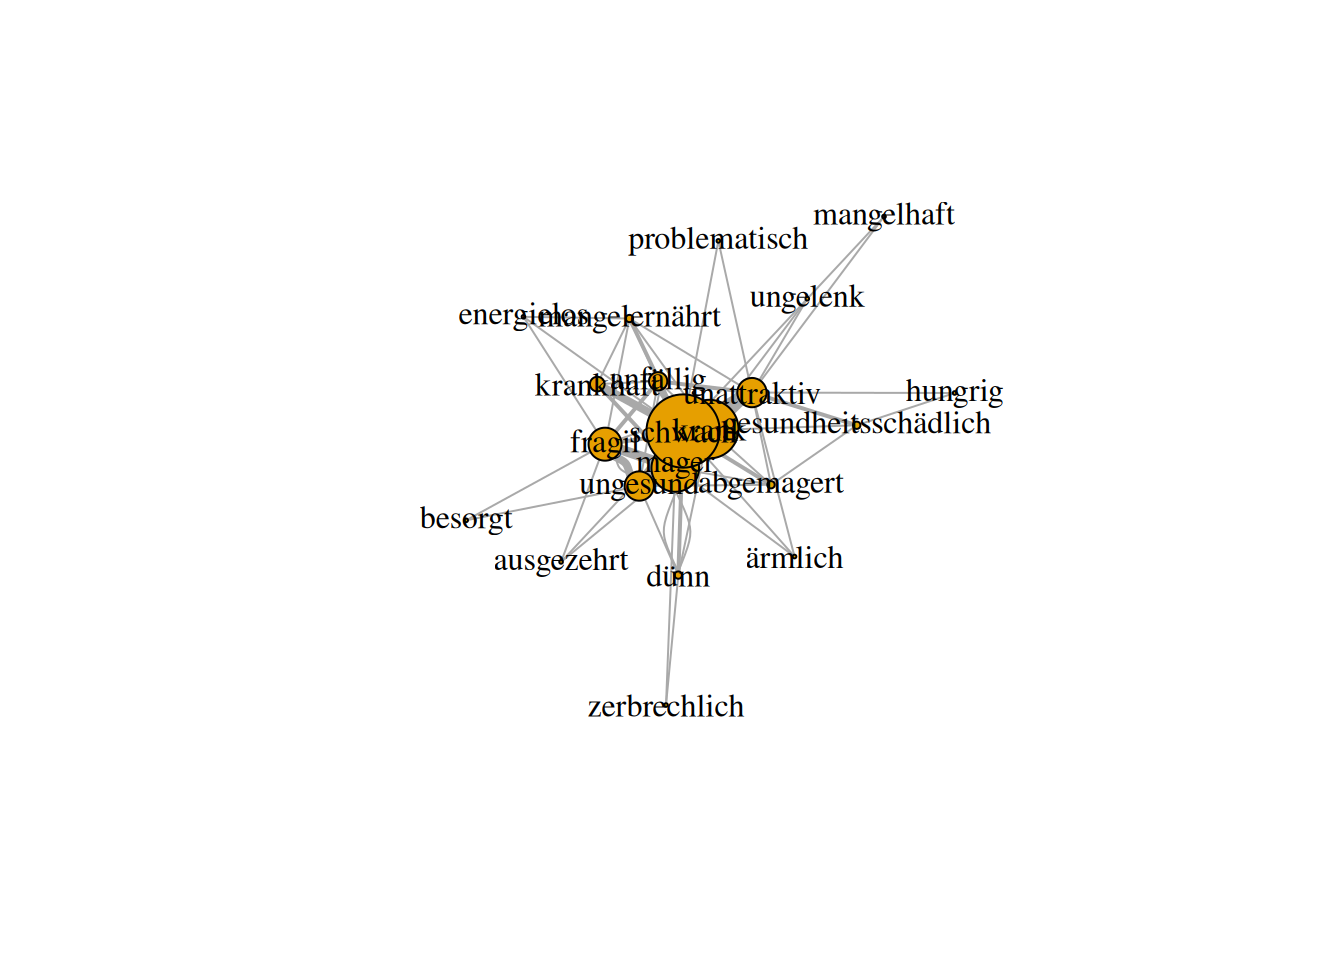 mangelhaft
problematisch
ungelenk
energielos
mangelernährt
anfällig
krankhaft
unattraktiv
hungrig
gesundheitsschädlich
schwach
krank
fragil
mager
ungesund
abgemagert
besorgt
ausgezehrt
ärmlich
dünn
zerbrechlich